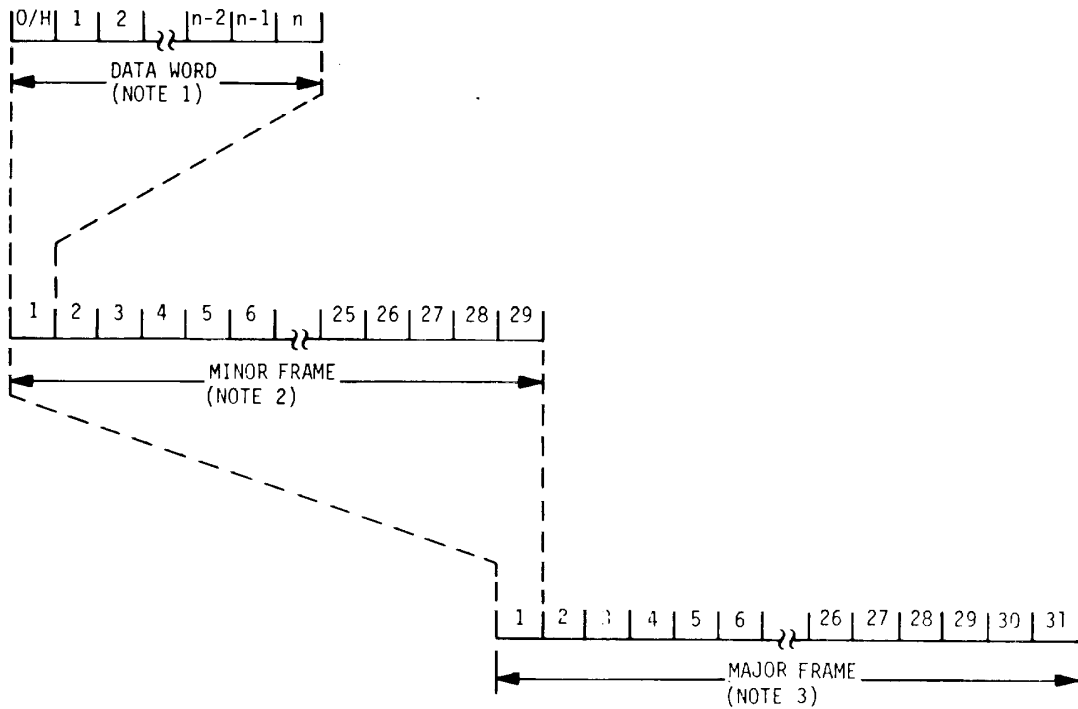 O/H 1 2 n-2 n-1 n
DATA WORD
(NOTE 1)
1 2 3 4 5 6 25 26 27 28 29
MINOR FRAME
(NOTE 2)
1 2 3 4 5 6 26 27 28 29 30 31
MAJOR FRAME
(NOTE 3)